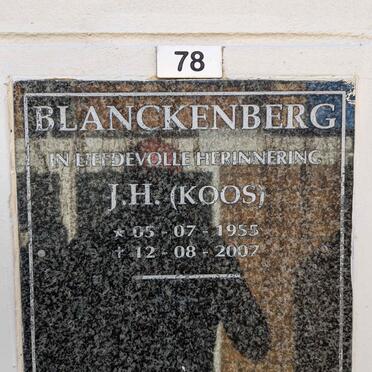 78
BLANCKENBERG
IN LIEFDEVOLLE HERINNERING
J.H. (KOOS)
★ 05 - 07 - 1955
† 12 - 08 - 2007